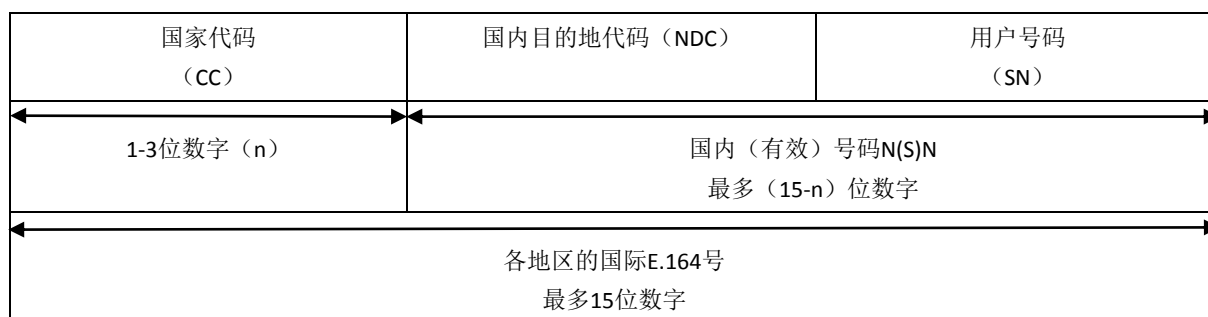 国家代码
（CC）
国内目的地代码（NDC）
用户号码
（SN）
1-3位数字（n）
国内（有效）号码N(S)N
最多（15-n）位数字
各地区的国际E.164号
最多15位数字